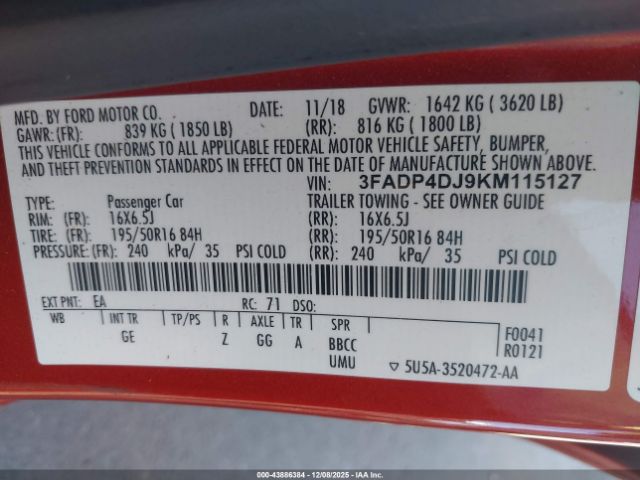 MFD. BY FORD MOTOR CO. DATE: 11/18 GVWR: 1642 KG ( 3620 LB)
GAWR: (FR): 839 KG ( 1850 LB) (RR): 816 KG ( 1800 LB)
THIS VEHICLE CONFORMS TO ALL APPLICABLE FEDERAL MOTOR VEHICLE SAFETY, BUMPER,
AND THEFT PREVENTION STANDARDS IN EFFECT ON THE DATE OF MANUFACTURE SHOWN ABOVE.
VIN: 3FADP4DJ9KM115127
TYPE: Passenger Car TRAILER TOWING - SEE OWNER GUIDE
RIM: (FR): 16X6.5J (RR): 16X6.5J
TIRE: (FR): 195/50R16 84H (RR): 195/50R16 84H
PRESSURE: (FR): 240 kPa/ 35 PSI COLD (RR): 240 kPa/ 35 PSI COLD
EXT PNT: EA RC: 71 DSO:
WB INT TR TP/PS R AXLE TR SPR F0041
GE Z GG A BBCC R0121
UMU 5U5A-3520472-AA
000-43886384 - 12/08/2025 - Copyright IAA, LLC